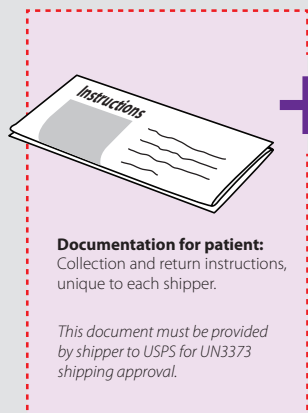 Instructions
Documentation for patient:
Collection and return instructions,
unique to each shipper.
This document must be provided
by shipper to USPS for UN3373
shipping approval.